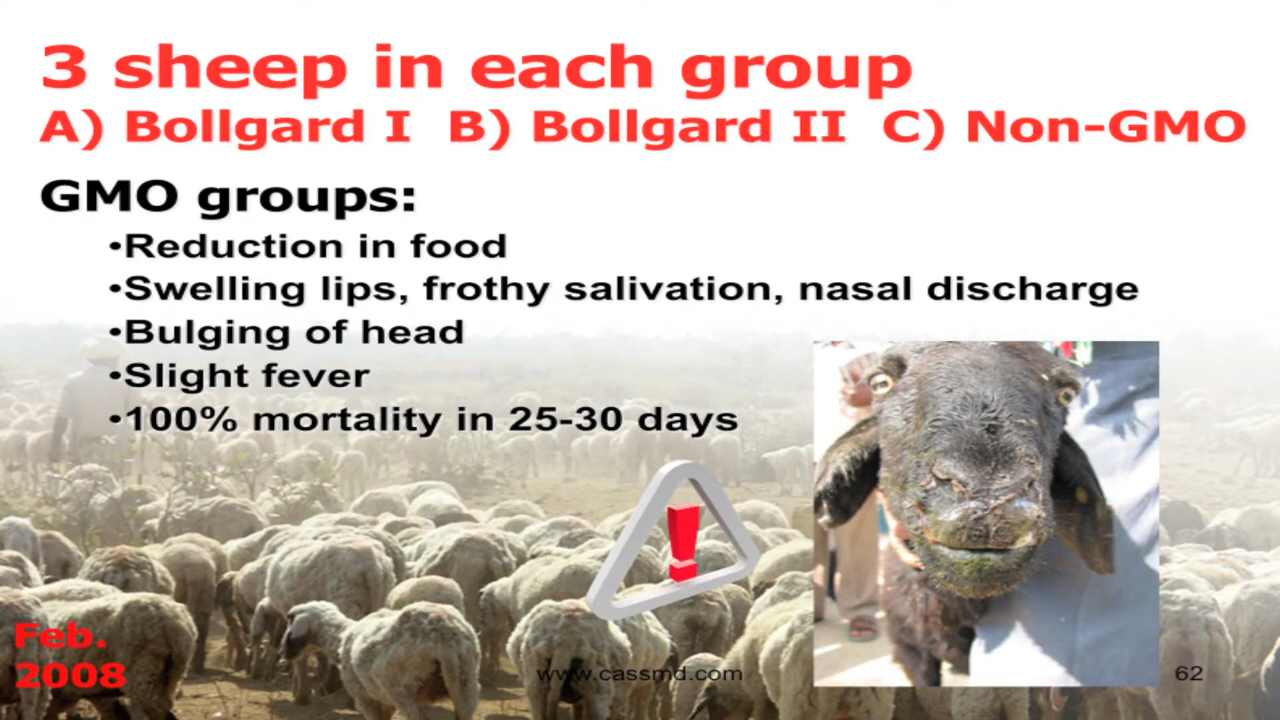 3 sheep in each group
A) Bollgard I B) Bollgard II C) Non-GMO
GMO groups:
•Reduction in food
•Swelling lips, frothy salivation, nasal discharge
•Bulging of head
•Slight fever
•100% mortality in 25-30 days
Feb.
2008
www.cassmd.com
62